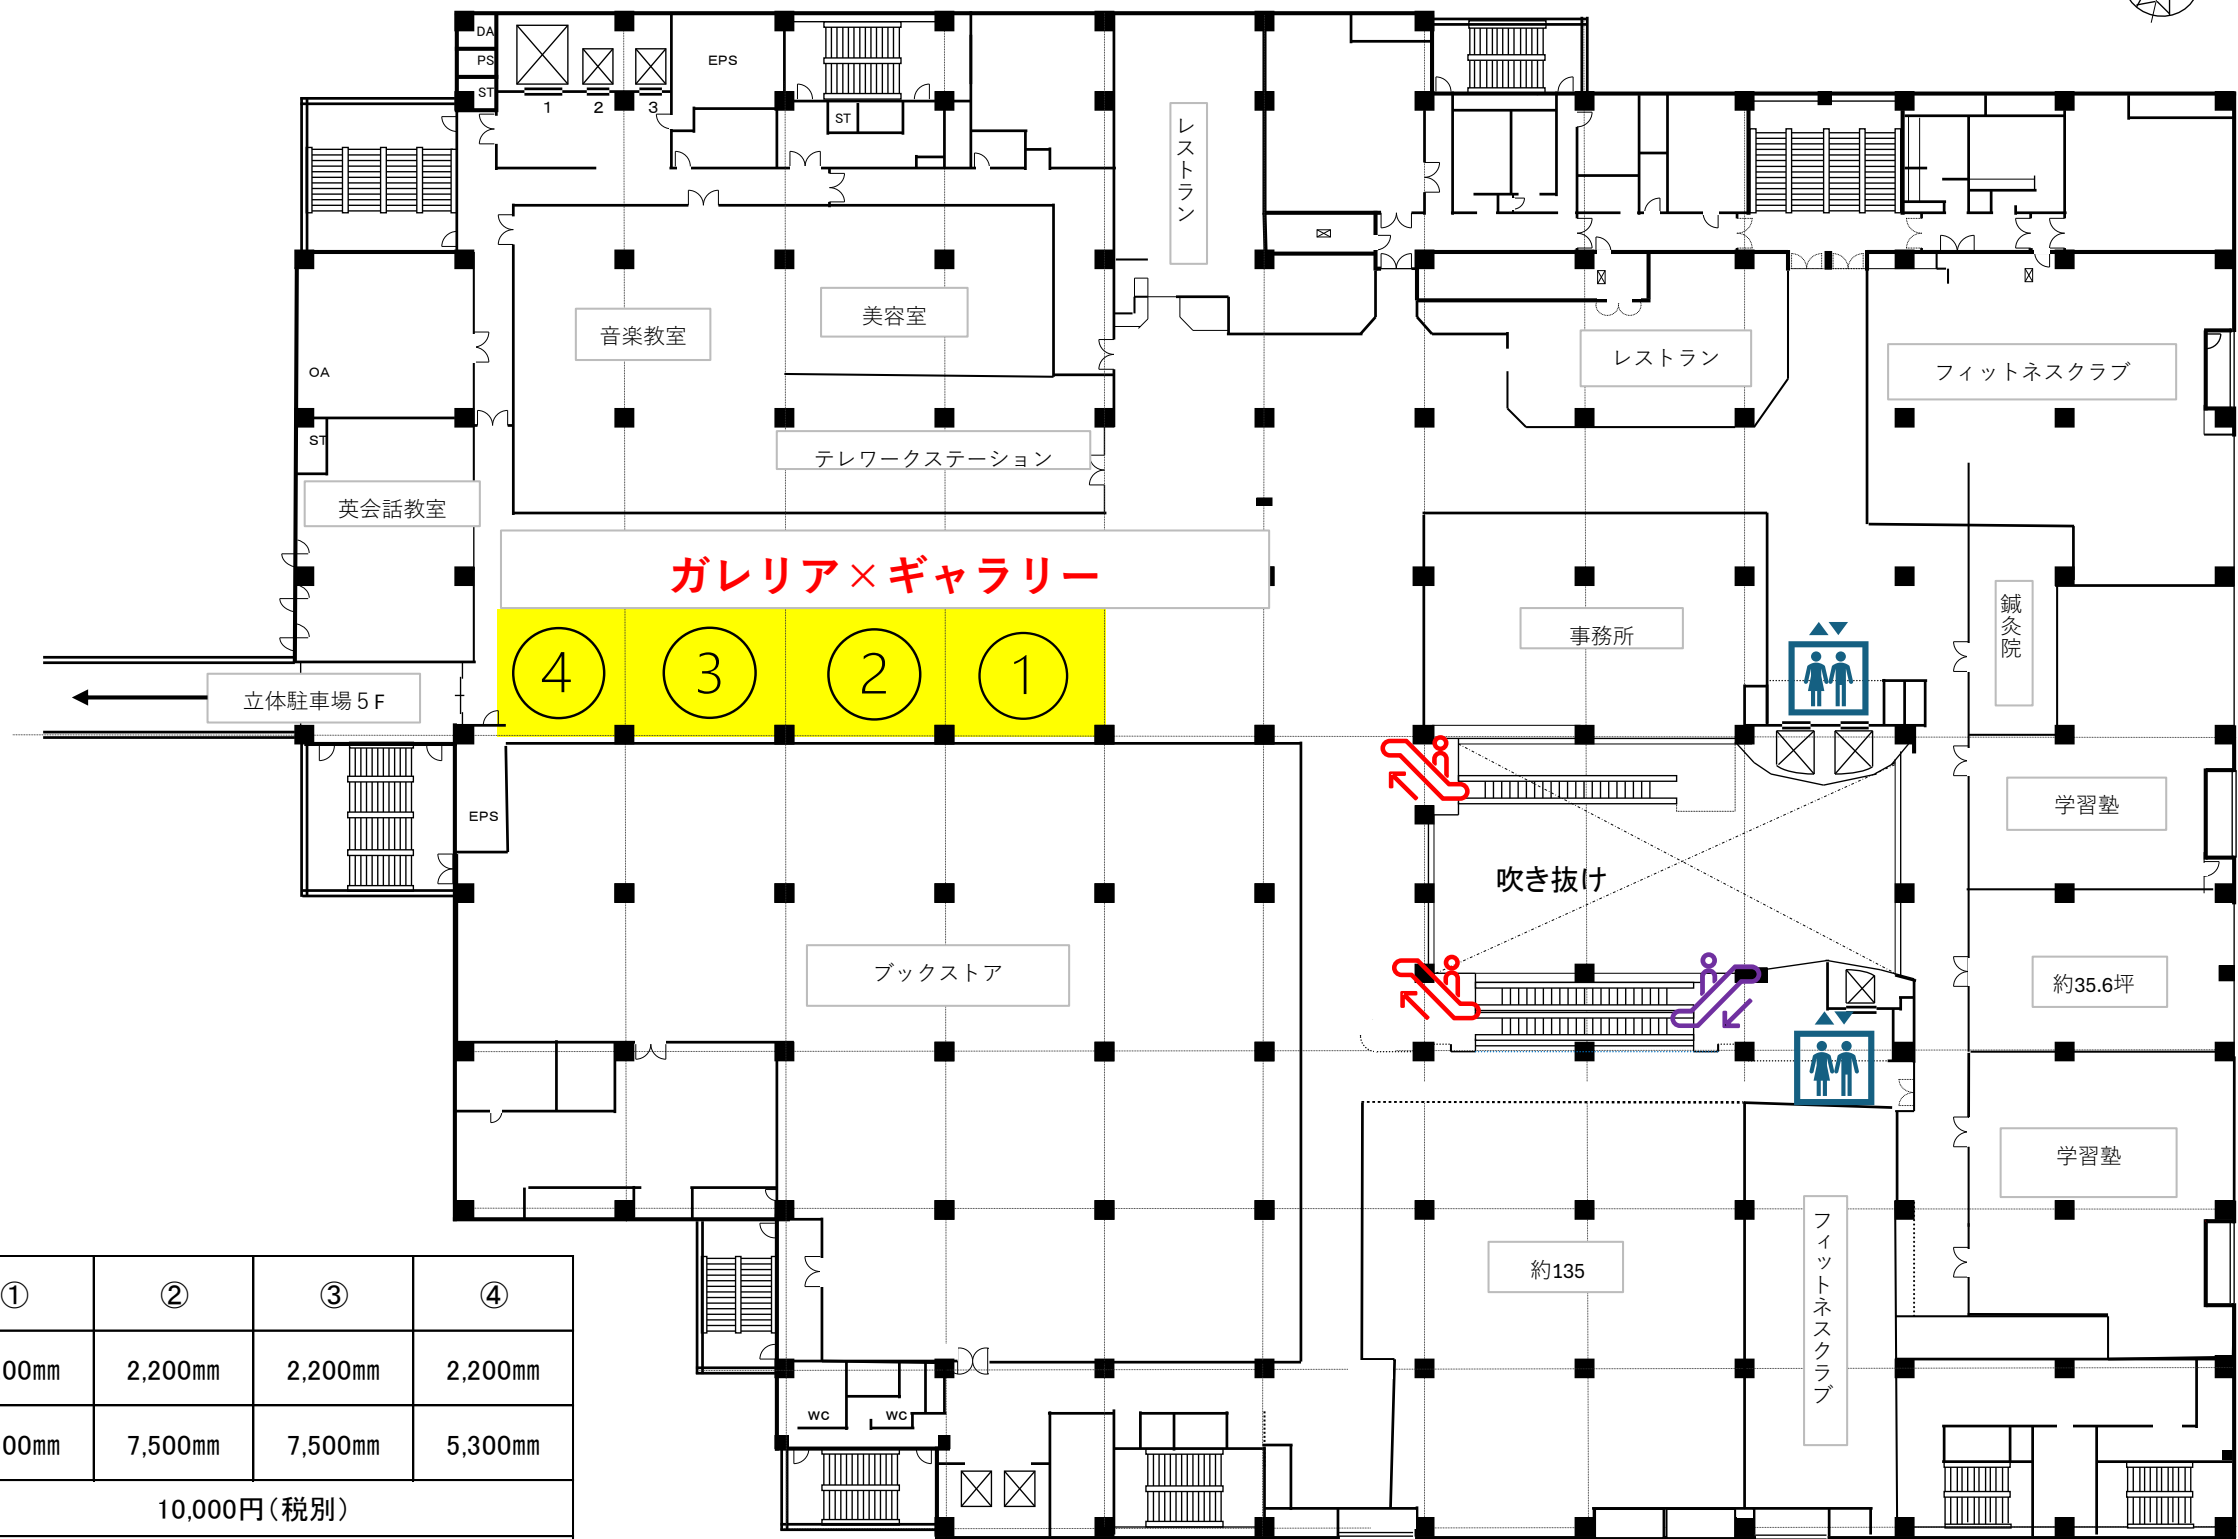 DA
PS
ST
1
2
3
EPS
ST
レストラン
OA
音楽教室
美容室
レストラン
フィットネスクラブ
ST
テレワークステーション
英会話教室
ガレリア×ギャラリー
事務所
鍼灸院
④
③
②
①
立体駐車場５F
EPS
学習塾
吹き抜け
ブックストア
約35.6坪
学習塾
約135
フィットネスクラブ
WC
WC
① ② ③ ④
00mm 2,200mm 2,200mm 2,200mm
00mm 7,500mm 7,500mm 5,300mm
10,000円（税別）